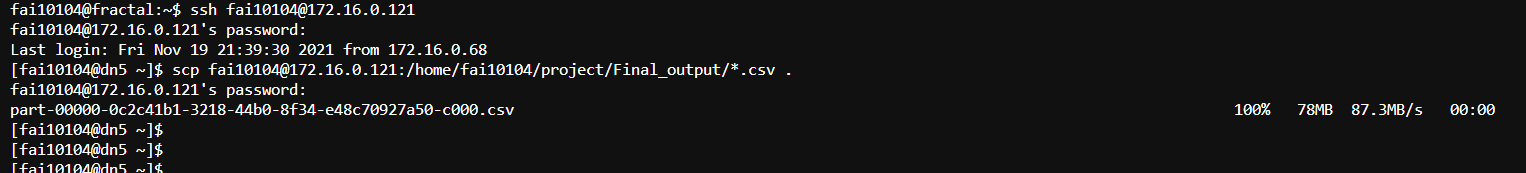 fai10104@fractal:~$ ssh fai10104@172.16.0.121
fai10104@172.16.0.121's password:
Last login: Fri Nov 19 21:39:30 2021 from 172.16.0.68
[fai10104@dn5 ~]$ scp fai10104@172.16.0.121:/home/fai10104/project/Final_output/*.csv .
fai10104@172.16.0.121's password:
part-00000-0c2c41b1-3218-44b0-8f34-e48c70927a50-c000.csv 100% 78MB 87.3MB/s 00:00
[fai10104@dn5 ~]$
[fai10104@dn5 ~]$
[fai10104@dn5 ~]$